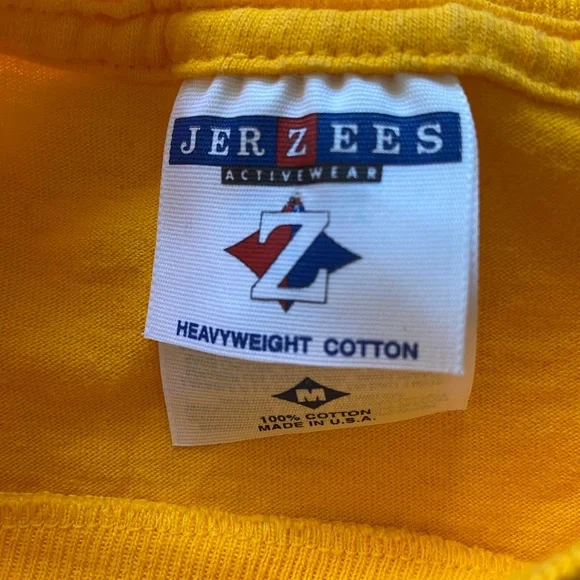 JERZEES
ACTIVEWEAR
Z
HEAVYWEIGHT COTTON
M
100% COTTON
MADE IN U.S.A.